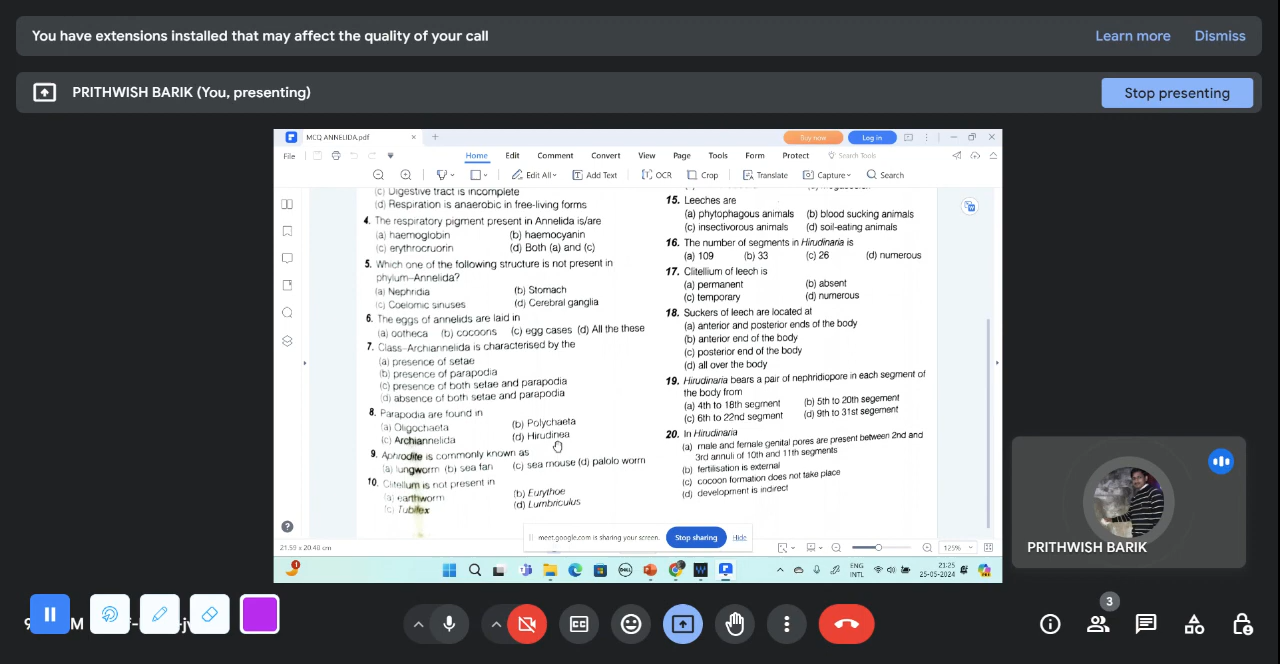 You have extensions installed that may affect the quality of your call
Learn more
Dismiss
PRITHWISH BARIK (You, presenting)
Stop presenting
MCQ ANNELIDA.pdf
Buy now
Log in
File
Home Edit Comment Convert View Page Tools Form Protect Search Tools
Edit All Add Text OCR Crop Translate Capture Search
(c) Digestive tract is incomplete
(d) Respiration is anaerobic in free-living forms
4. The respiratory pigment present in Annelida is/are
(a) haemoglobin (b) haemocyanin
(c) erythrocruorin (d) Both (a) and (c)
5. Which one of the following structure is not present in
phylum–Annelida?
(a) Nephridia (b) Stomach
(c) Coelomic sinuses (d) Cerebral ganglia
6. The eggs of annelids are laid in
(a) ootheca (b) cocoons (c) egg cases (d) All the these
7. Class–Archiannelida is characterised by the
(a) presence of setae
(b) presence of parapodia
(c) presence of both setae and parapodia
(d) absence of both setae and parapodia
8. Parapodia are found in
(a) Oligochaeta (b) Polychaeta
(c) Archiannelida (d) Hirudinea
9. Aphrodite is commonly known as
(a) lungworm (b) sea fan (c) sea mouse (d) palolo worm
10. Clitellum is not present in
(a) earthworm (b) Eurythoe
(c) Tubifex (d) Lumbriculus
15. Leeches are
(a) phytophagous animals (b) blood sucking animals
(c) insectivorous animals (d) soil-eating animals
16. The number of segments in Hirudinaria is
(a) 109 (b) 33 (c) 26 (d) numerous
17. Clitellium of leech is
(a) permanent (b) absent
(c) temporary (d) numerous
18. Suckers of leech are located at
(a) anterior and posterior ends of the body
(b) anterior end of the body
(c) posterior end of the body
(d) all over the body
19. Hirudinaria bears a pair of nephridiopore in each segment of
the body from
(a) 4th to 18th segment (b) 5th to 20th segement
(c) 6th to 22nd segment (d) 9th to 31st segement
20. In Hirudinaria
(a) male and female genital pores are present between 2nd and
3rd annuli of 10th and 11th segments
(b) fertilisation is external
(c) cocoon formation does not take place
(d) development is indirect
meet.google.com is sharing your screen.
Stop sharing
Hide
21.59 x 20.40 cm
125%
ENG
INTL
21:25
25-05-2024
PRITHWISH BARIK
3